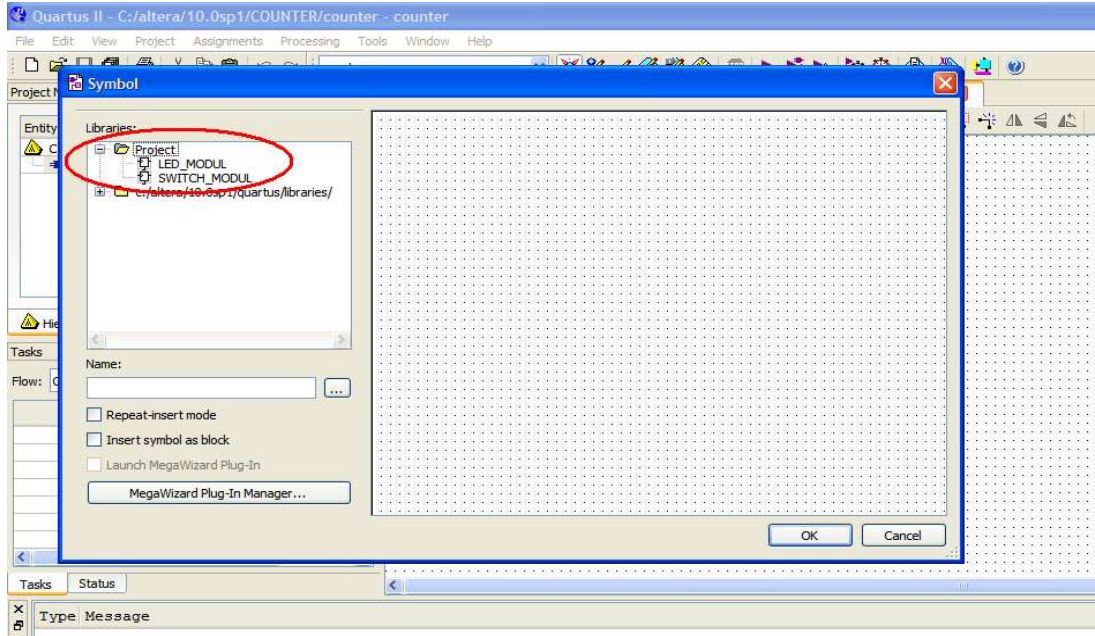 Quartus II - C:/altera/10.0sp1/COUNTER/counter - counter
File Edit View Project Assignments Processing Tools Window Help
Symbol
Project
Entity
Libraries:
Project
LED_MODUL
SWITCH_MODUL
C:/altera/10.0sp1/quartus/libraries/
Hie
Tasks
Name:
Flow:
...
Repeat-insert mode
Insert symbol as block
Launch MegaWizard Plug-In
MegaWizard Plug-In Manager...
OK Cancel
Tasks Status
Type Message